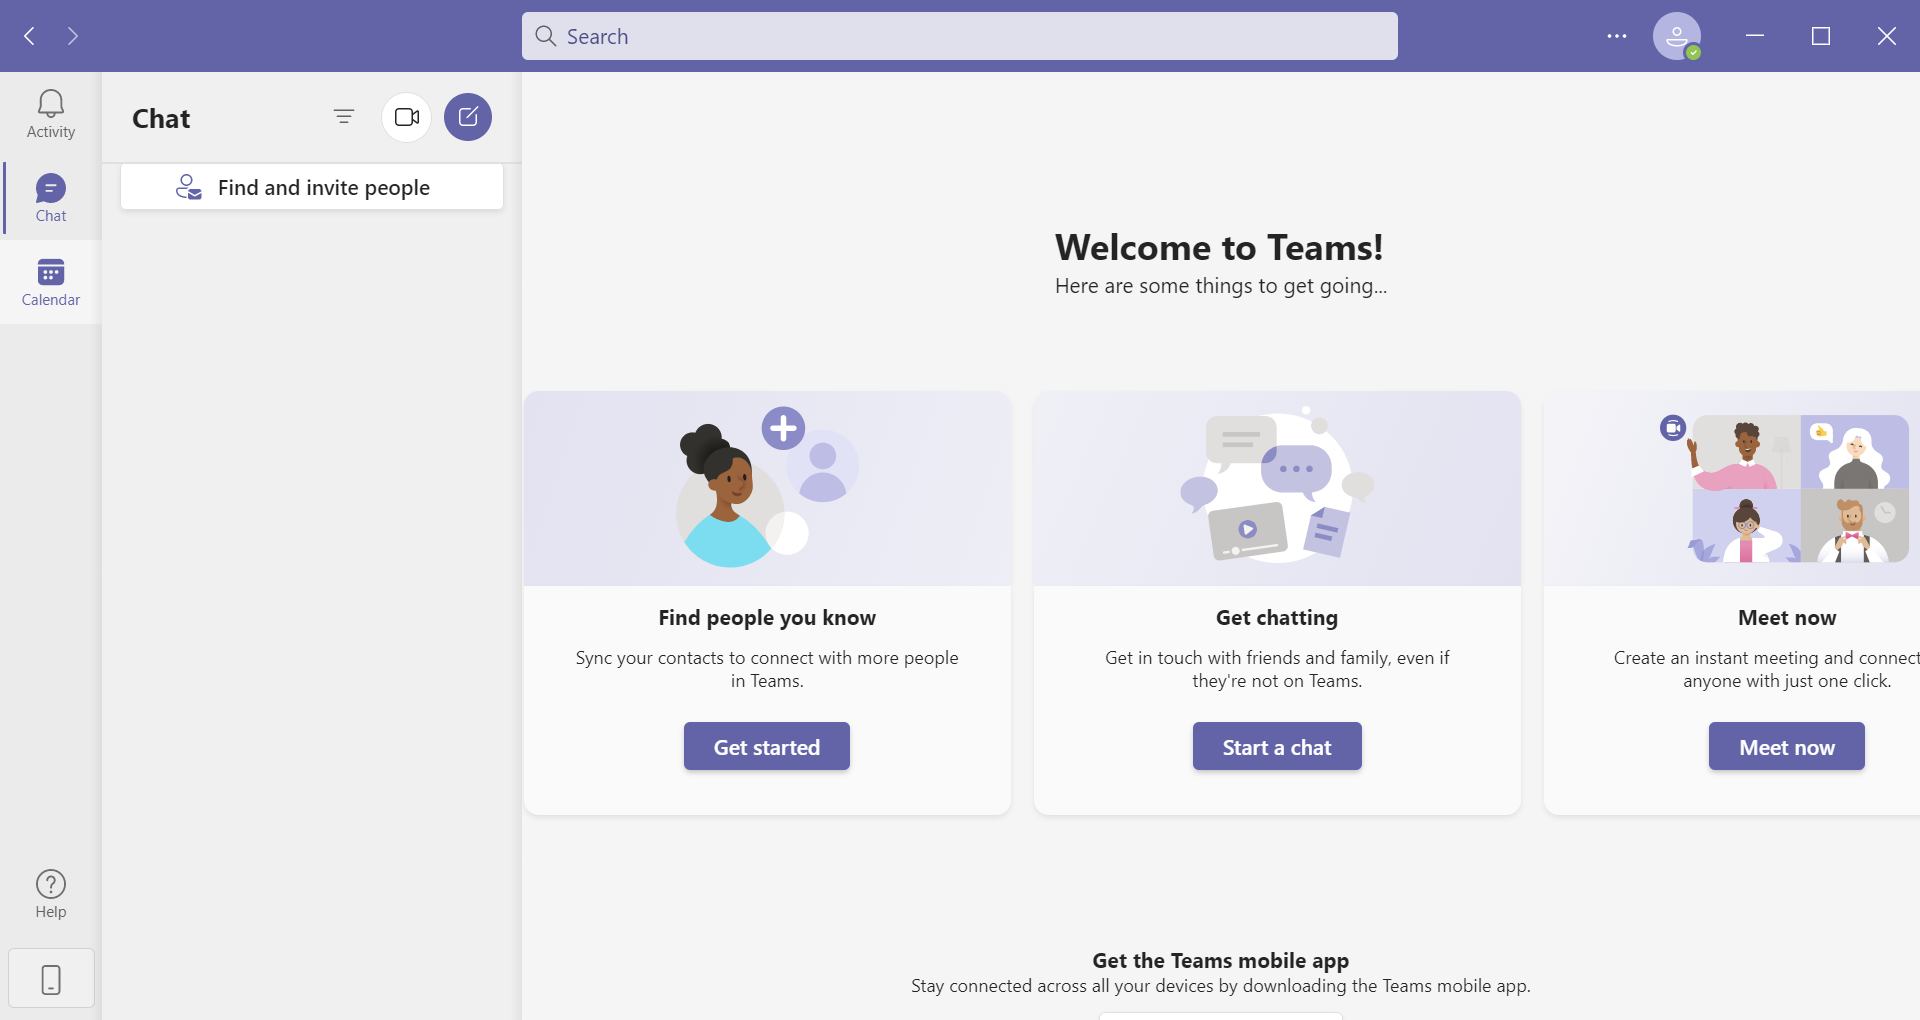 Search
Activity
Chat
Calendar
Help
Chat
Find and invite people
Welcome to Teams!
Here are some things to get going...
Find people you know
Sync your contacts to connect with more people
in Teams.
Get started
Get chatting
Get in touch with friends and family, even if
they're not on Teams.
Start a chat
Meet now
Create an instant meeting and connect
anyone with just one click.
Meet now
Get the Teams mobile app
Stay connected across all your devices by downloading the Teams mobile app.